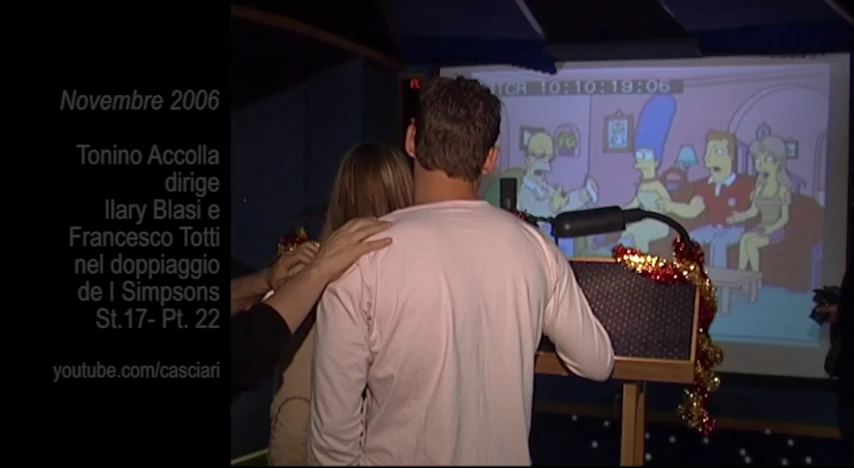 Novembre 2006
Tonino Accolla
dirige
Ilary Blasi e
Francesco Totti
nel doppiaggio
de I Simpsons
St.17- Pt. 22
youtube.com/casciari
10:10:19:06